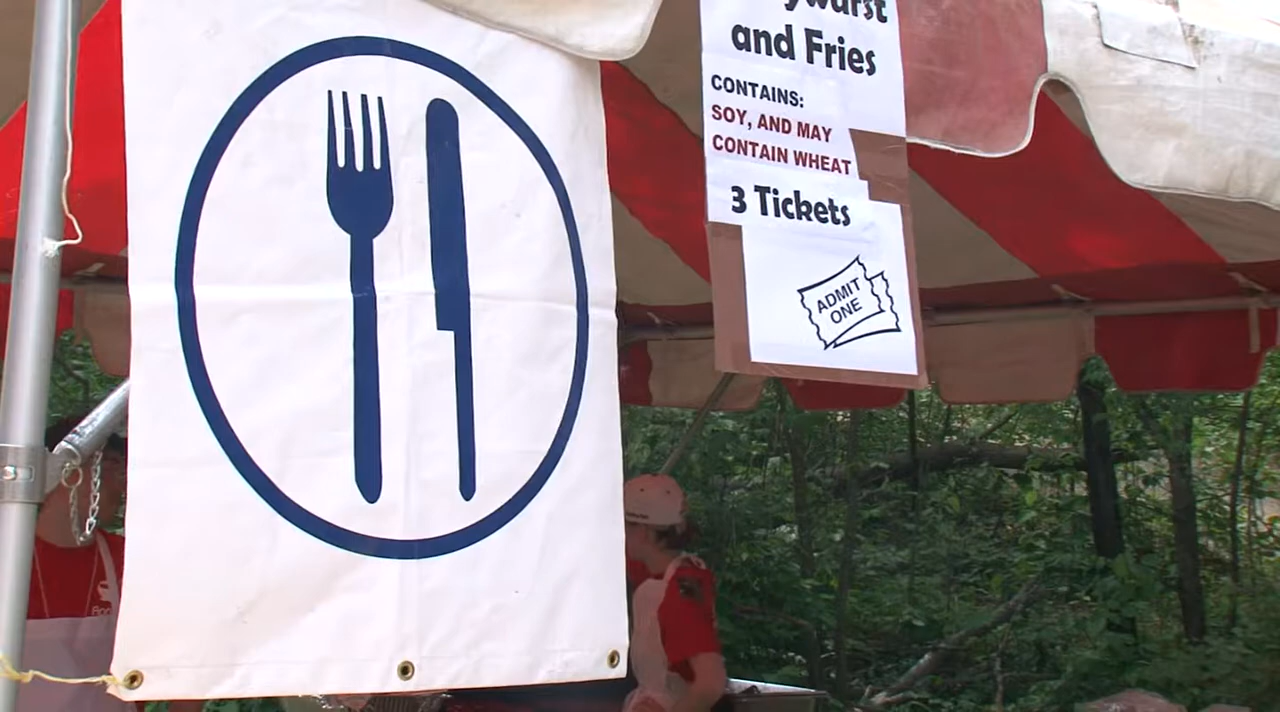 and Fries
CONTAINS:
SOY, AND MAY
CONTAIN WHEAT
3 Tickets
ADMIT
ONE